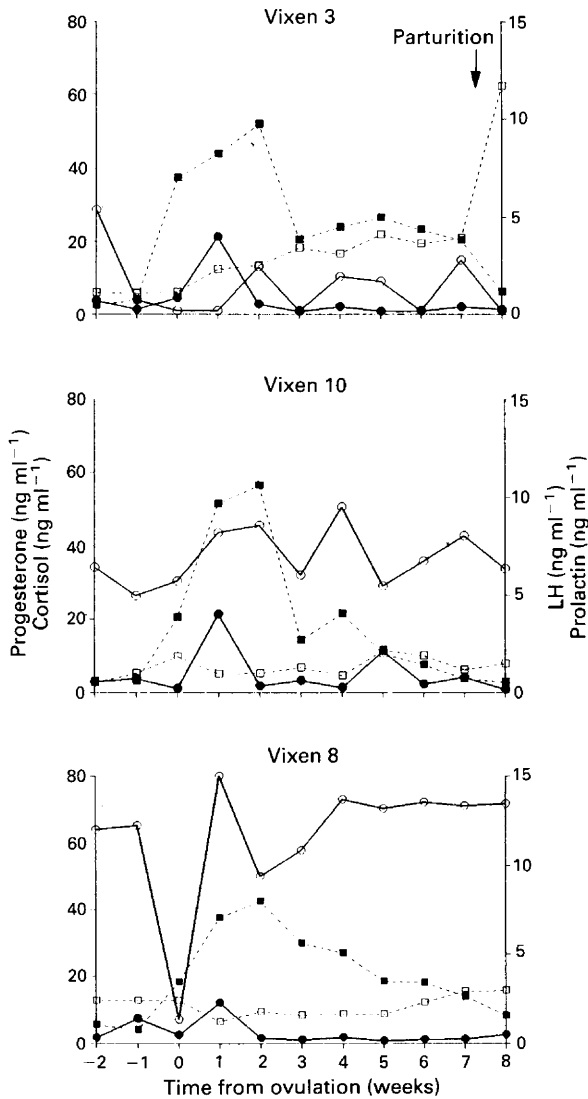 Vixen 3
Parturition
80
60
40
20
0
15
10
5
0
Vixen 10
80
60
40
20
0
15
10
5
0
Progesterone (ng ml⁻¹)
Cortisol (ng ml⁻¹)
LH (ng ml⁻¹)
Prolactin (ng ml⁻¹)
Vixen 8
80
60
40
20
0
15
10
5
0
−2 −1 0 1 2 3 4 5 6 7 8
Time from ovulation (weeks)